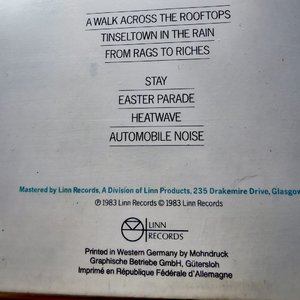 A WALK ACROSS THE ROOFTOPS
TINSELTOWN IN THE RAIN
FROM RAGS TO RICHES
STAY
EASTER PARADE
HEATWAVE
AUTOMOBILE NOISE
Mastered by Linn Records, A Division of Linn Products, 235 Drakemire Drive, Glasgow
℗ 1983 Linn Records © 1983 Linn Records
LINN
RECORDS
Printed in Western Germany by Mohndruck
Graphische Betriebe GmbH, Gütersloh
Imprimé en République Fédérale d'Allemagne